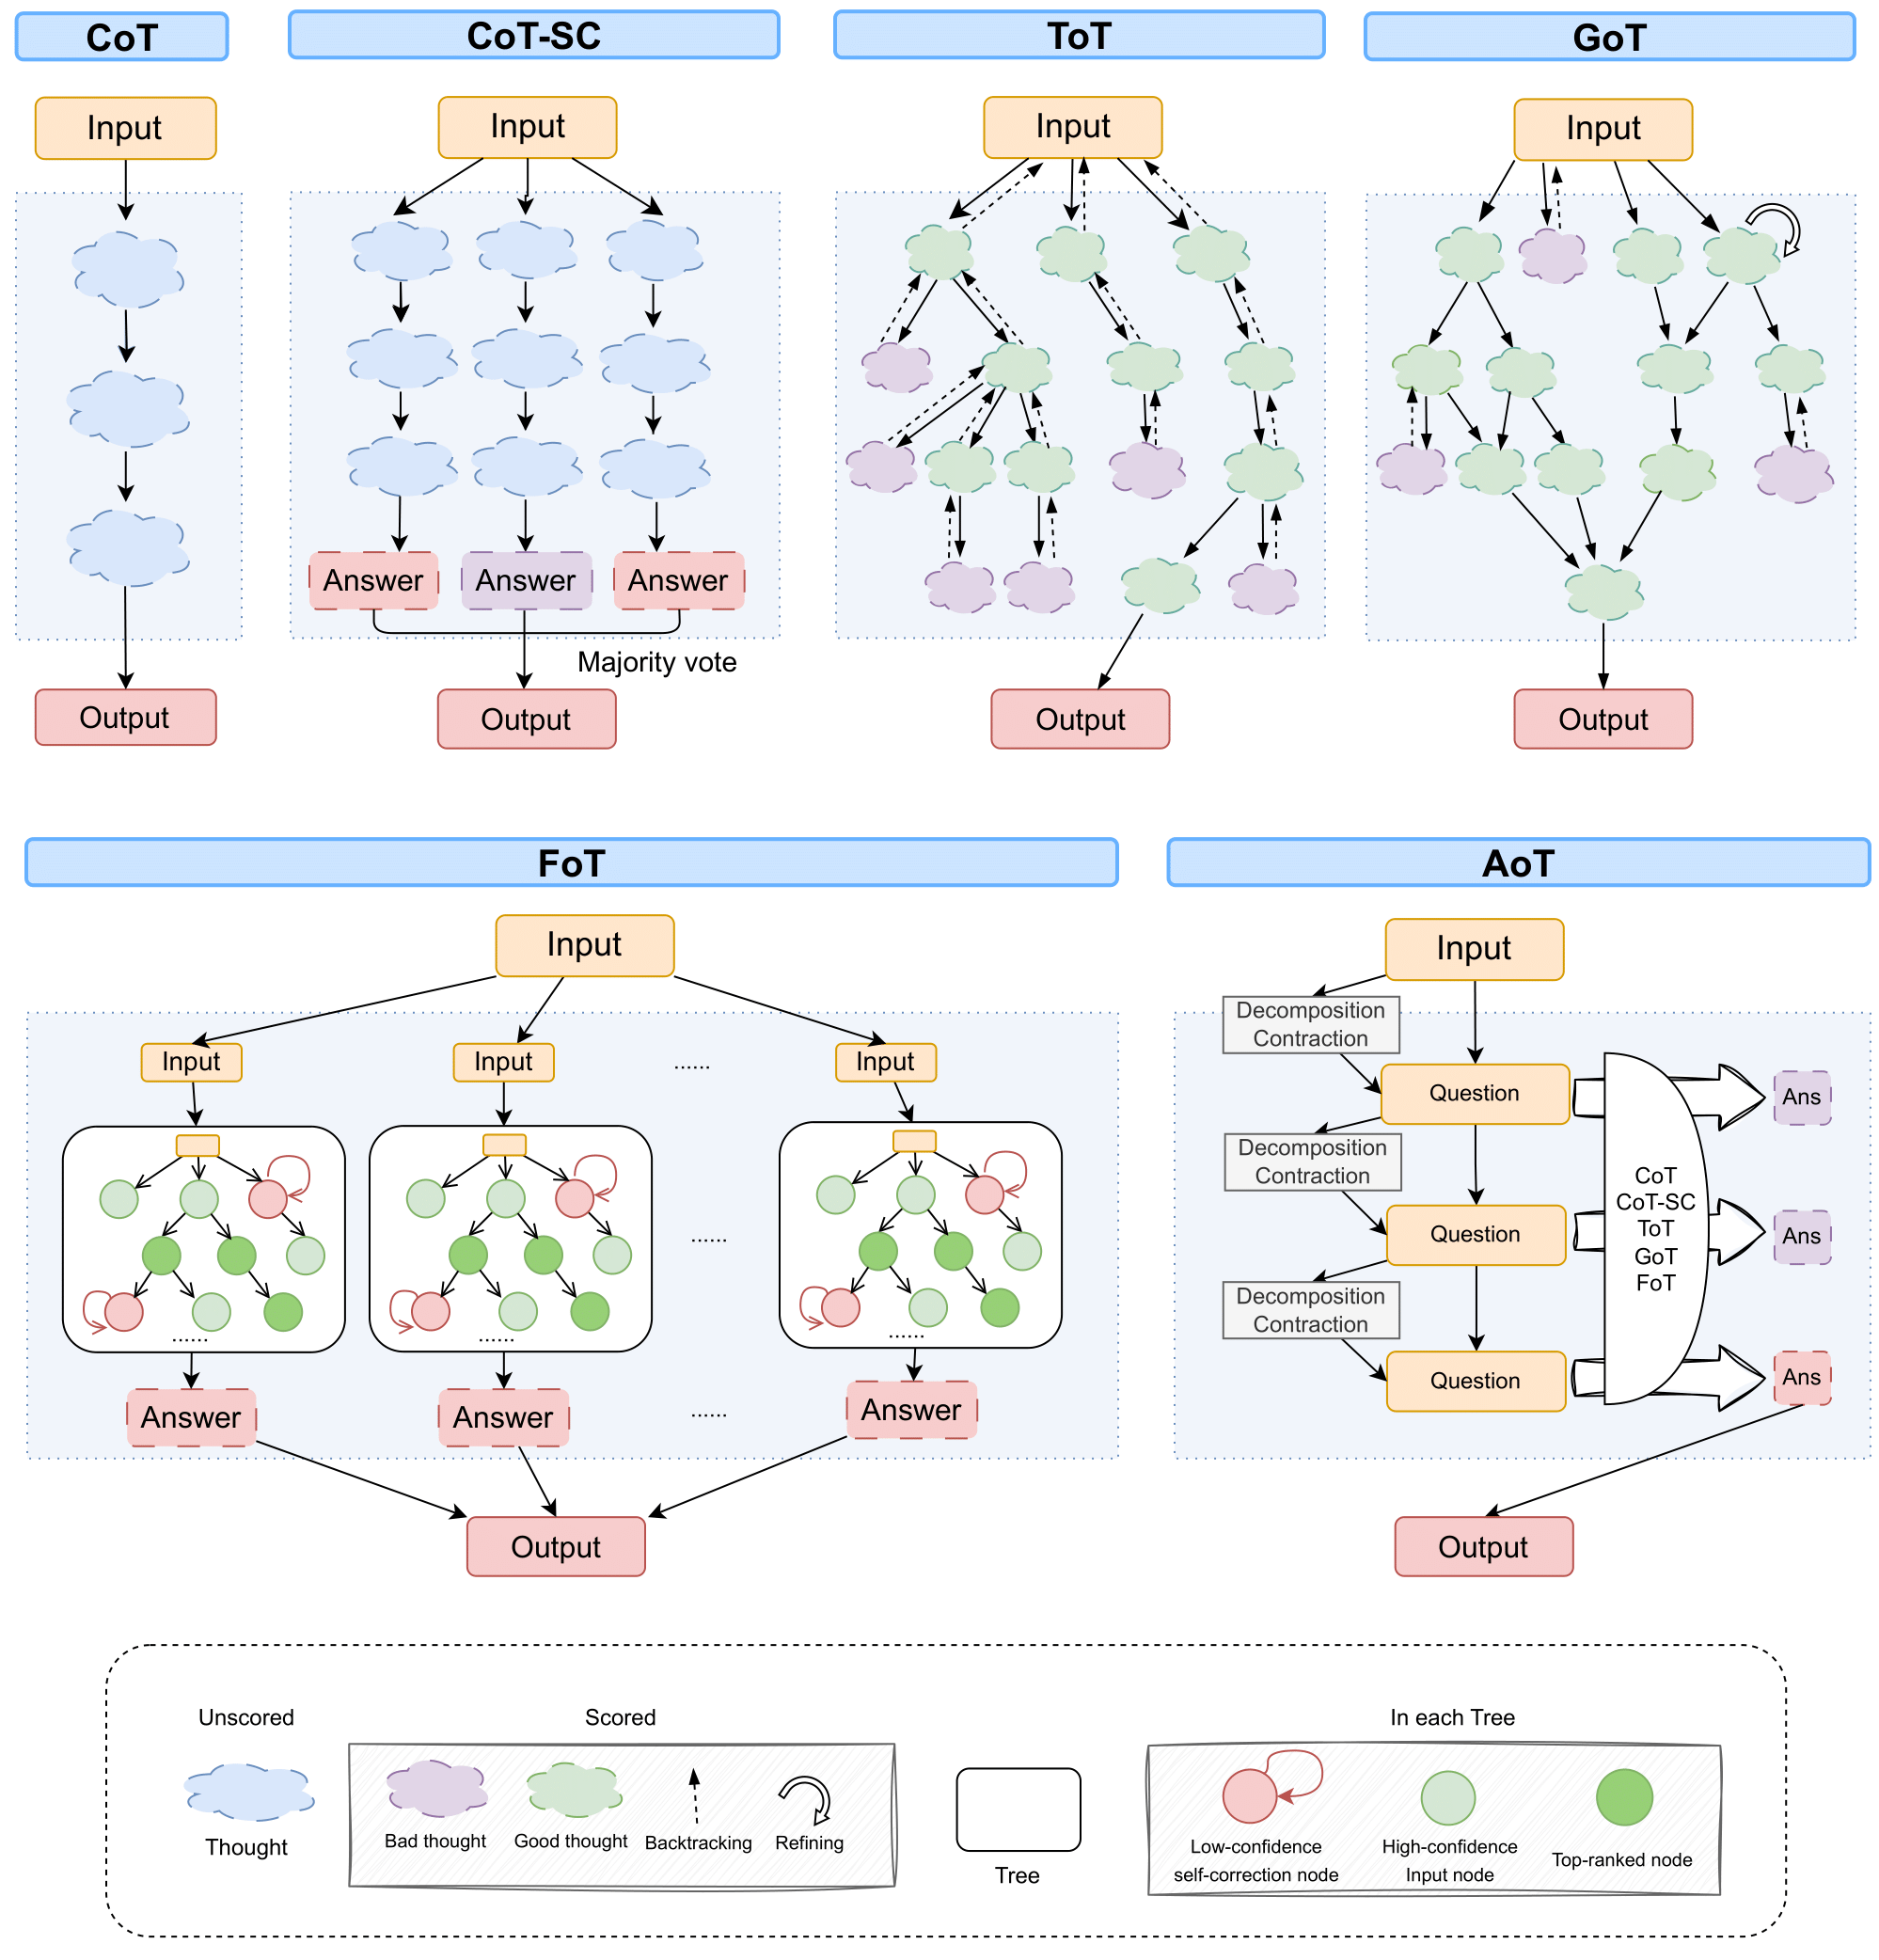 CoT
CoT-SC
ToT
GoT
Input
Input
Input
Input
Answer
Answer
Answer
Majority vote
Output
Output
Output
Output
FoT
AoT
Input
Input
Input
Input
......
......
......
......
......
Answer
Answer
......
Answer
Output
Input
Decomposition
Contraction
Question
Ans
Decomposition
Contraction
Question
Ans
Decomposition
Contraction
Question
Ans
CoT
CoT-SC
ToT
GoT
FoT
Output
Unscored
Thought
Scored
Bad thought
Good thought
Backtracking
Refining
Tree
In each Tree
Low-confidence
self-correction node
High-confidence
Input node
Top-ranked node